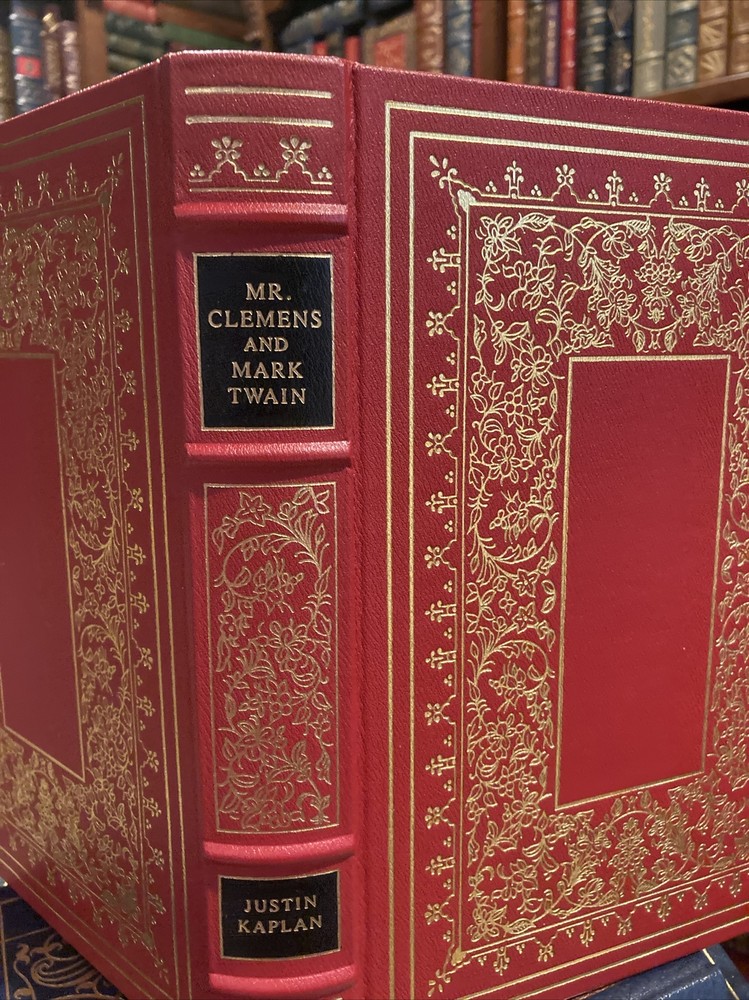 MR.
CLEMENS
AND
MARK
TWAIN
JUSTIN
KAPLAN